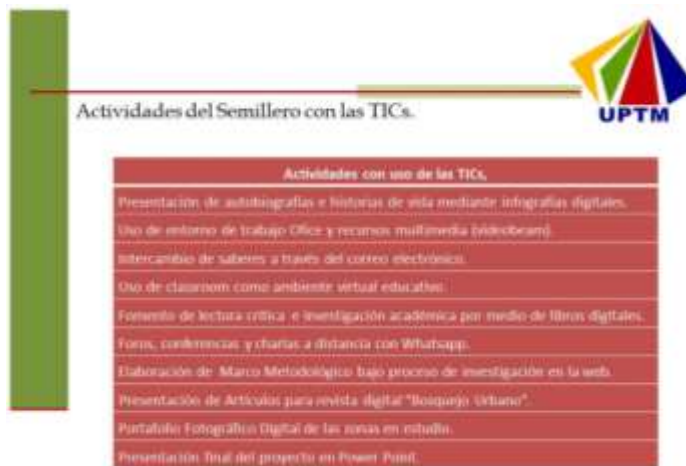 UPTM
Actividades del Semillero con las TICs.
Actividades con uso de las TICs,
Presentación de autobiografías e historias de vida mediante infografías digitales.
Uso de entorno de trabajo Ofice y recursos multimedia (videobeam).
Intercambio de saberes a través del correo electrónico.
Uso de classroom como ambiente virtual educativo.
Fomento de lectura crítica e investigación académica por medio de libros digitales.
Foros, conferencias y charlas a distancia con Whatsapp.
Elaboración de Marco Metodológico bajo proceso de investigación en la web.
Presentación de Artículos para revista digital "Bosquejo Urbano".
Portafolio Fotográfico Digital de las zonas en estudio.
Presentación final del proyecto en Power Point.